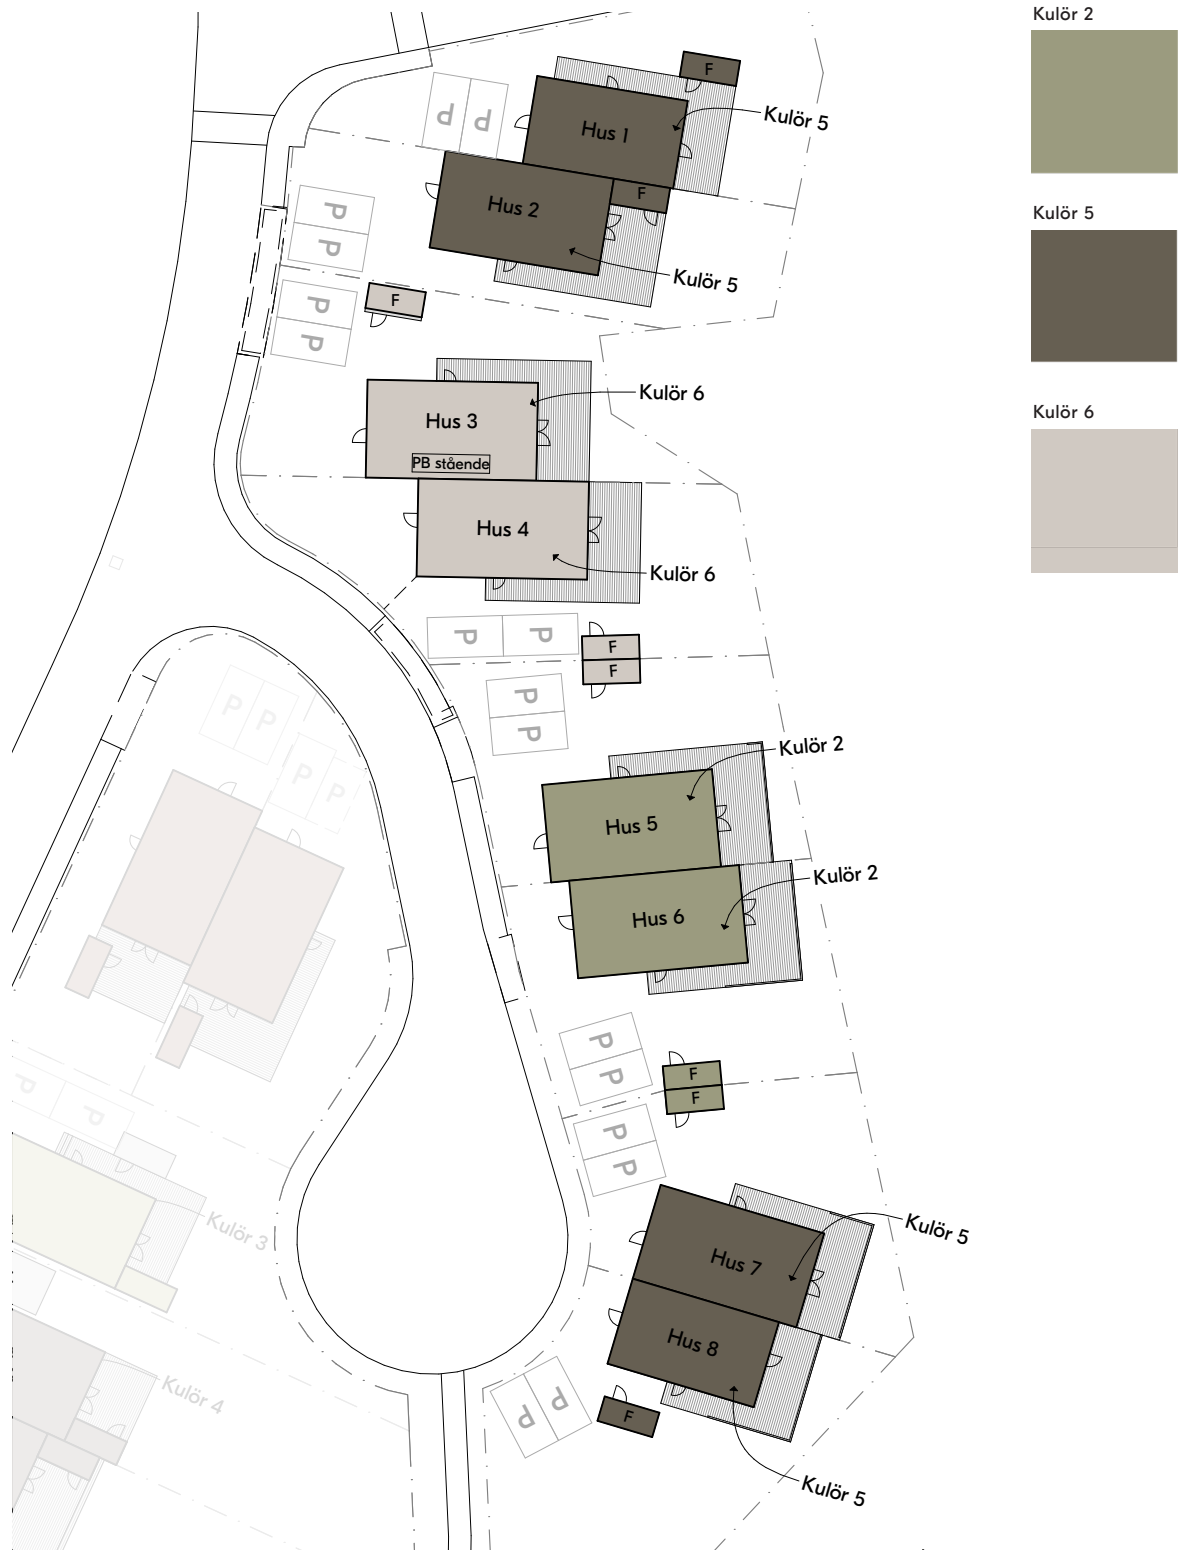 Kulör 2
Kulör 5
Kulör 6
F
Hus 1
Kulör 5
P P
Hus 2
F
Kulör 5
P
P
P
P
F
Hus 3
PB stående
Kulör 6
Hus 4
Kulör 6
P P
F
F
P
P
P P
P P
Kulör 2
Hus 5
Kulör 2
Hus 6
P
P
F
F
P
P
P
P
Kulör 3
Kulör 5
Hus 7
Hus 8
Kulör 4
P P
F
Kulör 5